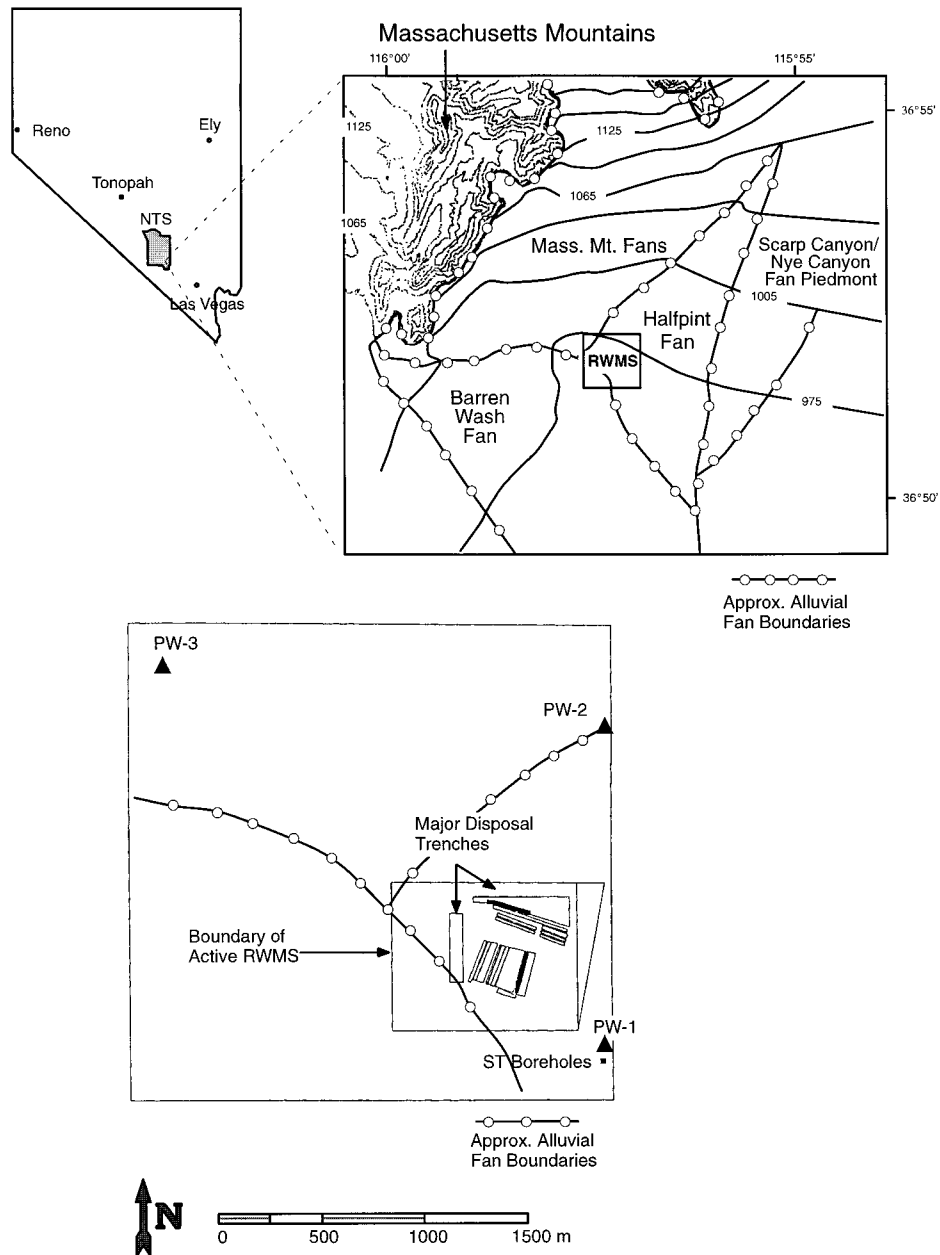 Massachusetts Mountains
116°00'
115°55'
Reno
Ely
Tonopah
NTS
Las Vegas
1125
1125
36°55'
1065
1065
Mass. Mt. Fans
Scarp Canyon/
Nye Canyon
Fan Piedmont
1005
Halfpint
Fan
RWMS
975
Barren
Wash
Fan
36°50'
Approx. Alluvial
Fan Boundaries
PW-3
PW-2
Major Disposal
Trenches
Boundary of
Active RWMS
PW-1
ST Boreholes
Approx. Alluvial
Fan Boundaries
N
0 500 1000 1500 m